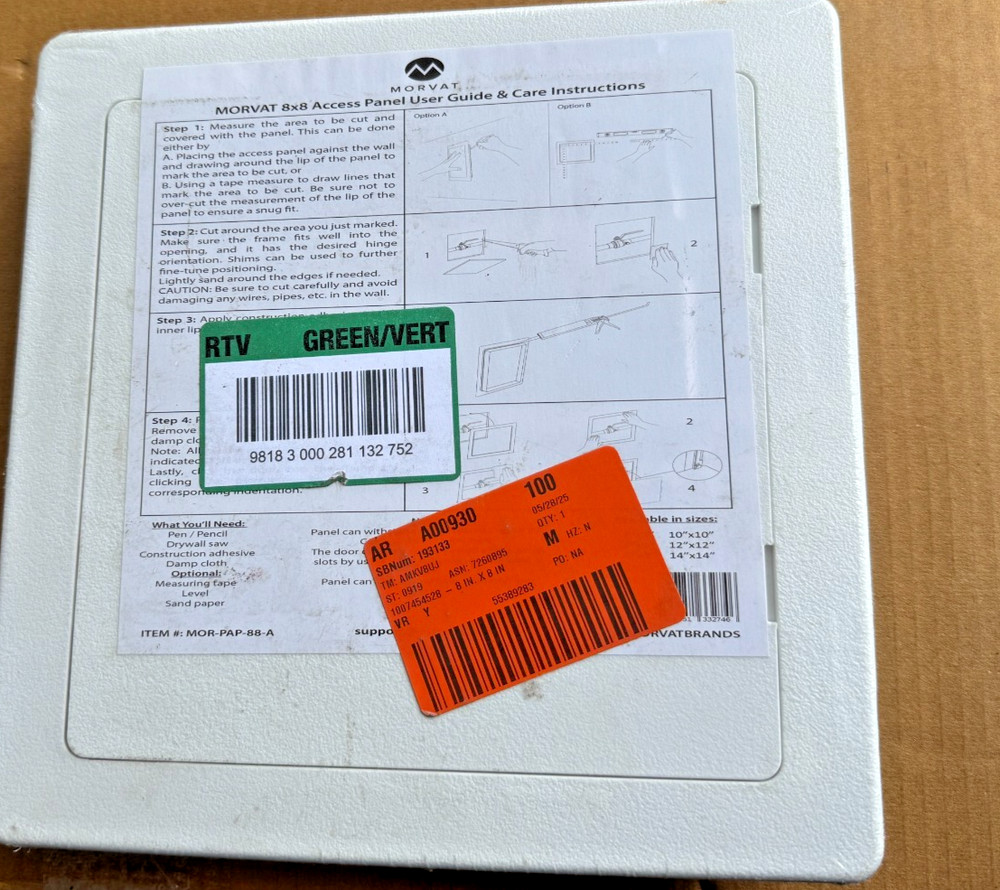 MORVAT
MORVAT 8x8 Access Panel User Guide & Care Instructions
Step 1: Measure the area to be cut and
covered with the panel. This can be done
either by
A. Placing the access panel against the wall
and drawing around the lip of the panel to
mark the area to be cut, or
B. Using a tape measure to draw lines that
mark the area to be cut. Be sure not to
over-cut the measurement of the lip of the
panel to ensure a snug fit.
Option A
Option B
Step 2: Cut around the area you just marked.
Make sure the frame fits well into the
opening, and it has the desired hinge
orientation. Shims can be used to further
fine-tune positioning.
Lightly sand around the edges if needed.
CAUTION: Be sure to cut carefully and avoid
damaging any wires, pipes, etc. in the wall.
1
2
Step 3: Apply construction
inner lip
RTV GREEN/VERT
9818 3 000 281 132 752
Step 4:
Remove
damp
Note:
indicated
Lastly,
clicking
corresponding indentation.
2
3
4
What You'll Need:
Pen / Pencil
Drywall saw
Construction adhesive
Damp cloth
Optional:
Measuring tape
Level
Sand paper
Panel can
The door
slots by
Panel can
in sizes:
10"x10"
12"x12"
14"x14"
AR A00930 100
SBNum: 193133 05/28/25
TM: AMKV8UJ ASN: 7260895 QTY: 1
ST: 0919 M HZ: N
1007454528 – 8 IN. X 8 IN PO: NA
VR Y 55389283
332746
ITEM #: MOR-PAP-88-A